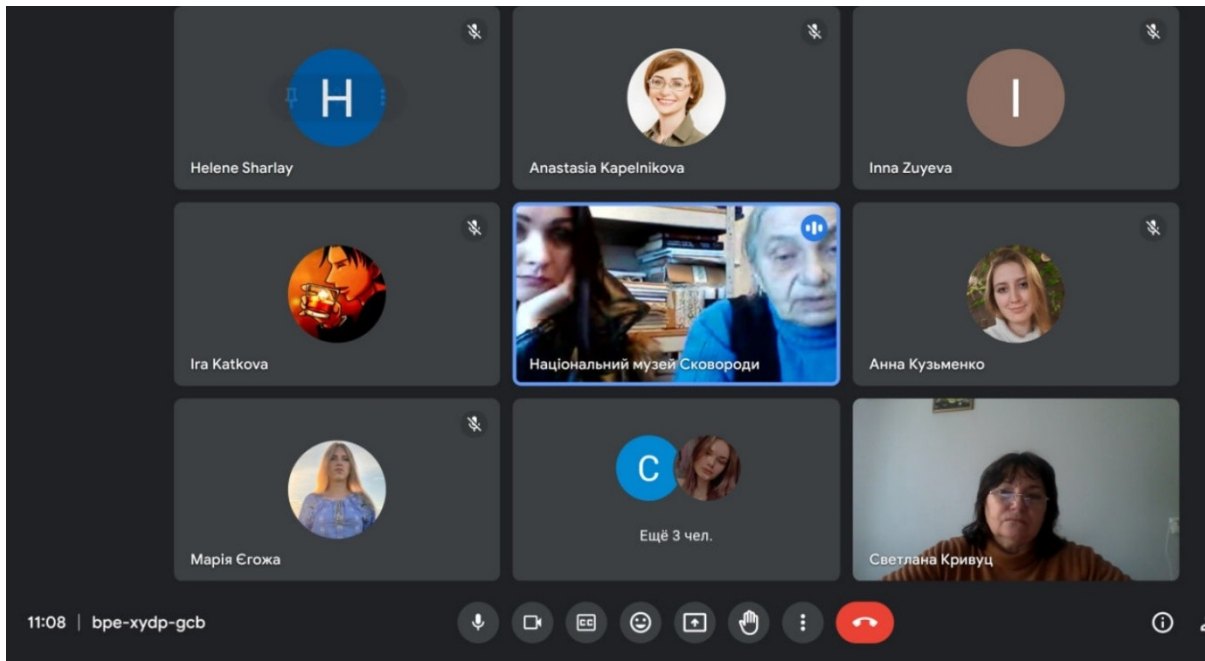 H
Helene Sharlay
Anastasia Kapelnikova
I
Inna Zuyeva
Ira Katkova
Національний музей Сковороди
Анна Кузьменко
Марія Єгожа
C
Ещё 3 чел.
Светлана Кривуц
11:08 | bpe-xydp-gcb
CC